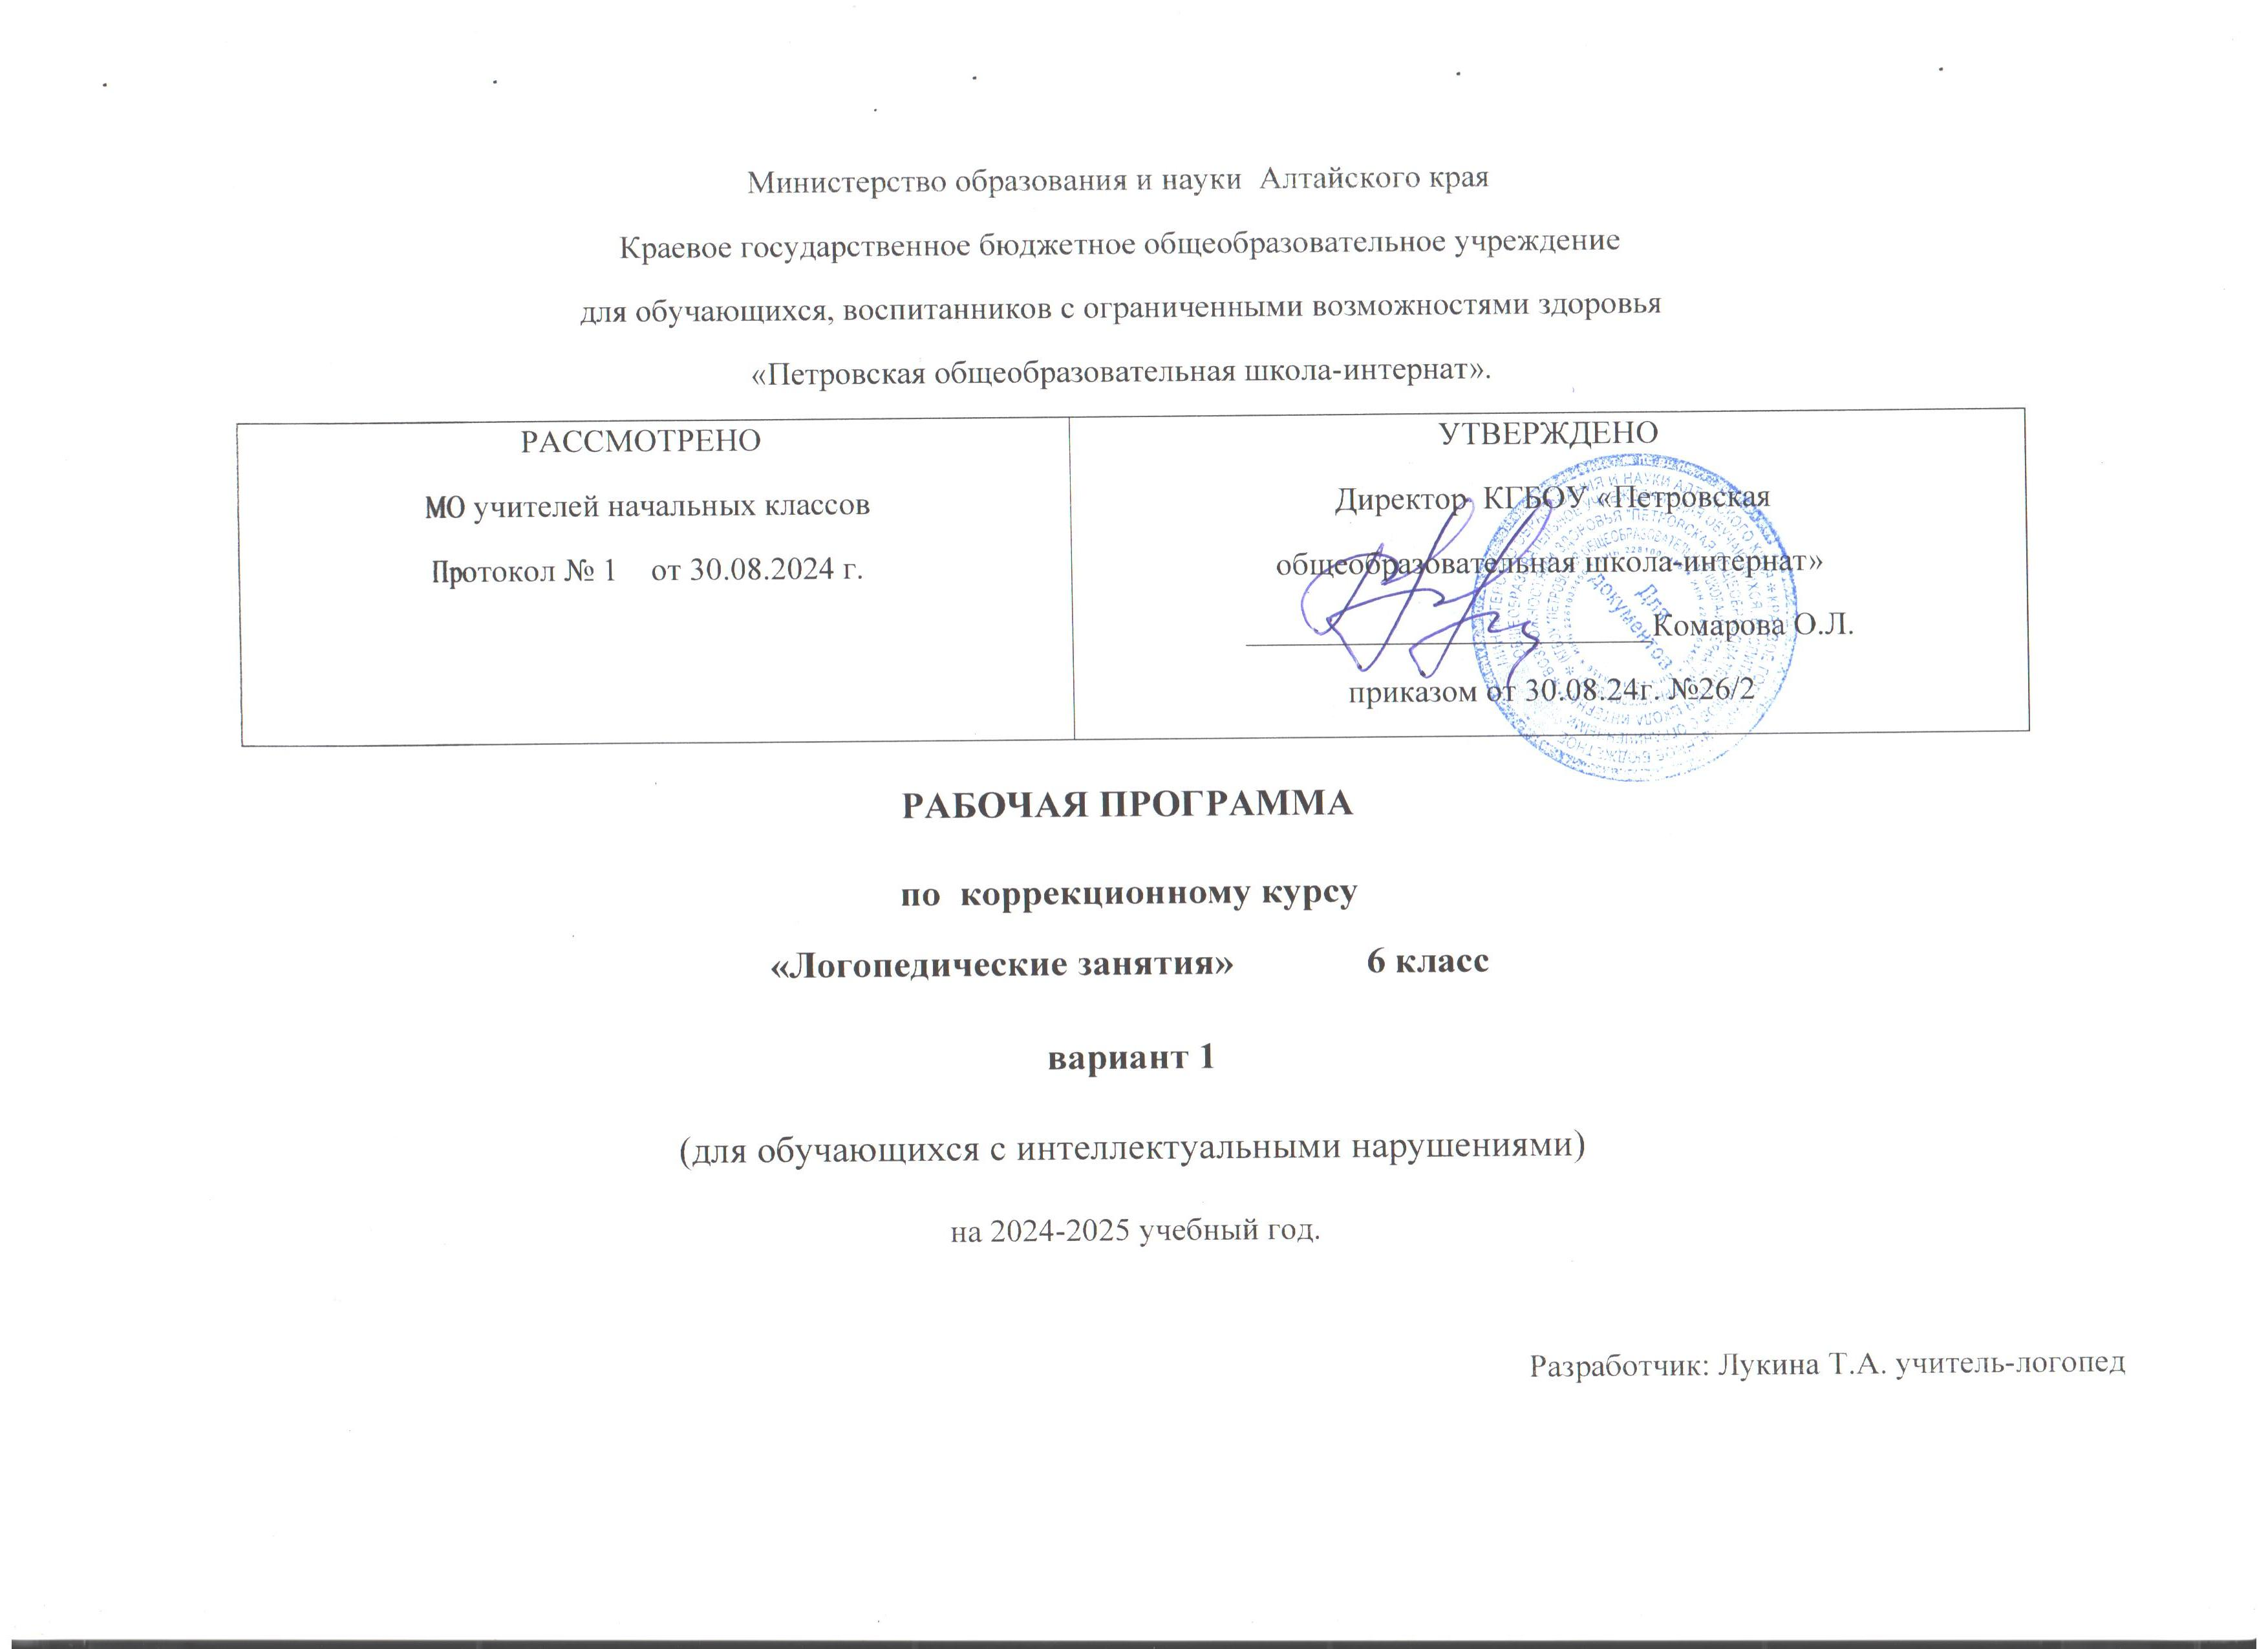 Министерство образования и науки Алтайского края
Краевое государственное бюджетное общеобразовательное учреждение
для обучающихся, воспитанников с ограниченными возможностями здоровья
«Петровская общеобразовательная школа-интернат».
РАССМОТРЕНО
МО учителей начальных классов
Протокол № 1 от 30.08.2024 г.
УТВЕРЖДЕНО
Директор КГБОУ «Петровская
общеобразовательная школа-интернат»
Комарова О.Л.
приказом от 30.08.24г. №26/2
Для
документов
РАБОЧАЯ ПРОГРАММА
по коррекционному курсу
«Логопедические занятия» 6 класс
вариант 1
(для обучающихся с интеллектуальными нарушениями)
на 2024-2025 учебный год.
Разработчик: Лукина Т.А. учитель-логопед